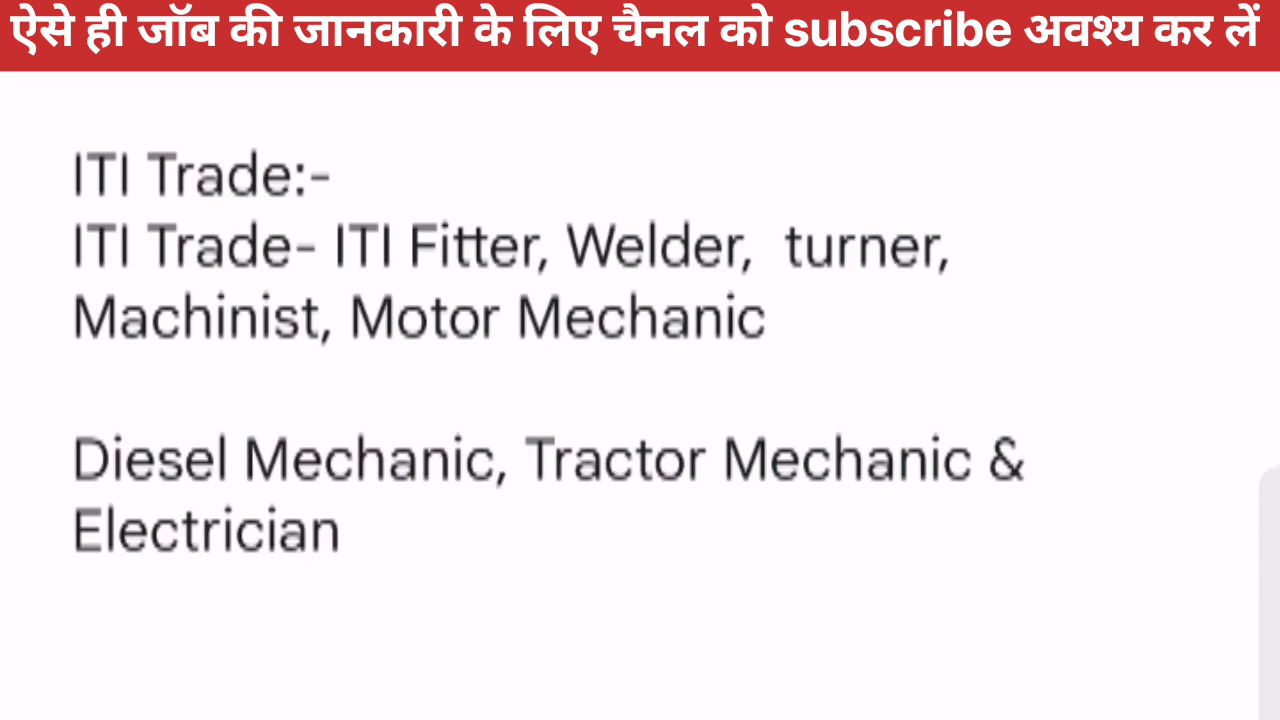 ऐसे ही जॉब की जानकारी के लिए चैनल को subscribe अवश्य कर लें
ITI Trade:-
ITI Trade- ITI Fitter, Welder,  turner,
Machinist, Motor Mechanic
Diesel Mechanic, Tractor Mechanic &
Electrician